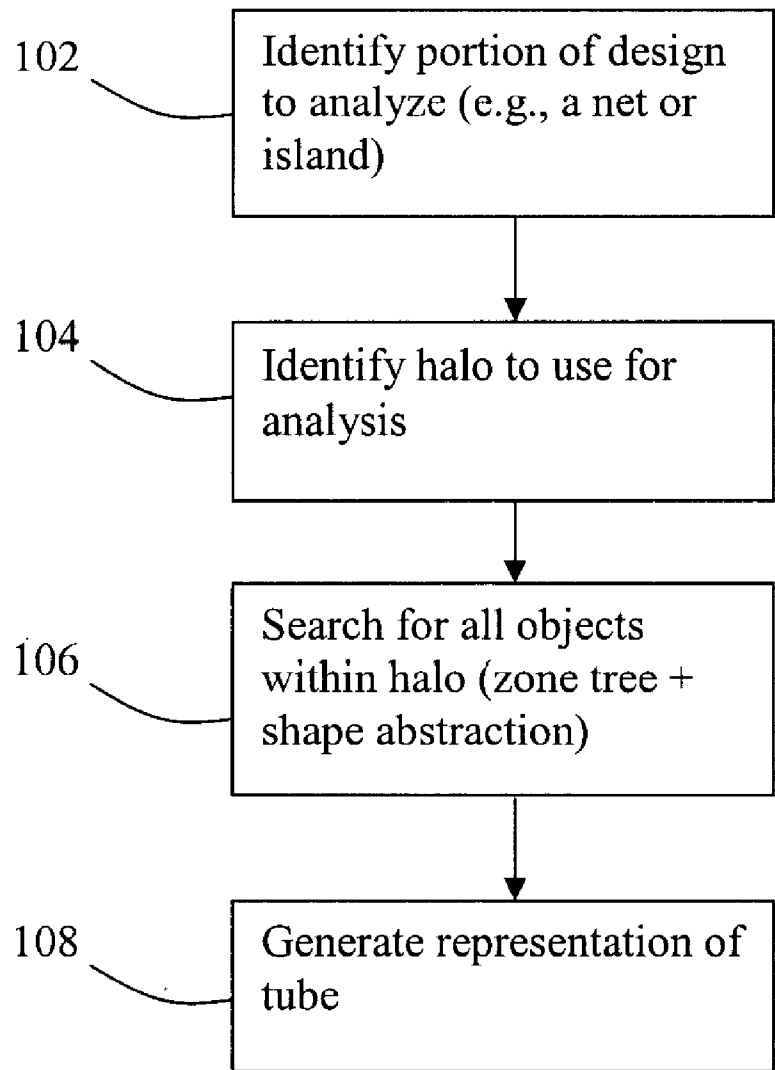 102
Identify portion of design
to analyze (e.g., a net or
island)
104
Identify halo to use for
analysis
106
Search for all objects
within halo (zone tree +
shape abstraction)
108
Generate representation of
tube